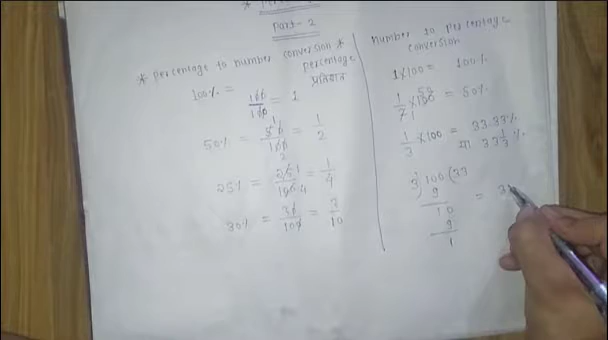 Part-2
* percentage to number conversion *
percentage
प्रतिशत
100% =
100/100 = 1
50% = 50/100 = 1/2
25% = 25/100 = 1/4
30% = 30/100 = 3/10
number to percentage
conversion
1×100 = 100%
1/2 × 100 = 50%
1/3 × 100 = 33.33%
या 33 1/3 %
3) 100 (33
9
10
9
1
= 3